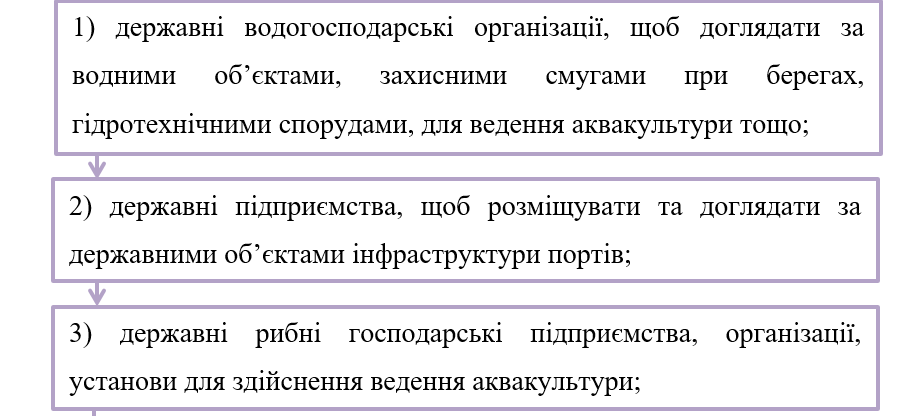 1) державні водогосподарські організації, щоб доглядати за
водними об’єктами, захисними смугами при берегах,
гідротехнічними спорудами, для ведення аквакультури тощо;
2) державні підприємства, щоб розміщувати та доглядати за
державними об’єктами інфраструктури портів;
3) державні рибні господарські підприємства, організації,
установи для здійснення ведення аквакультури;